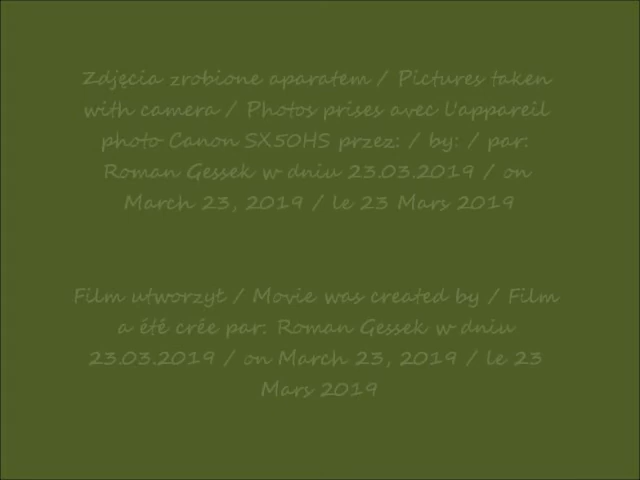 Zdjęcia zrobione aparatem / Pictures taken
with camera / Photos prises avec l'appareil
photo Canon SX50HS przez: / by: / par:
Roman Gessek w dniu 23.03.2019 / on
March 23, 2019 / le 23 Mars 2019
Film utworzył / Movie was created by / Film
a été crée par: Roman Gessek w dniu
23.03.2019 / on March 23, 2019 / le 23
Mars 2019